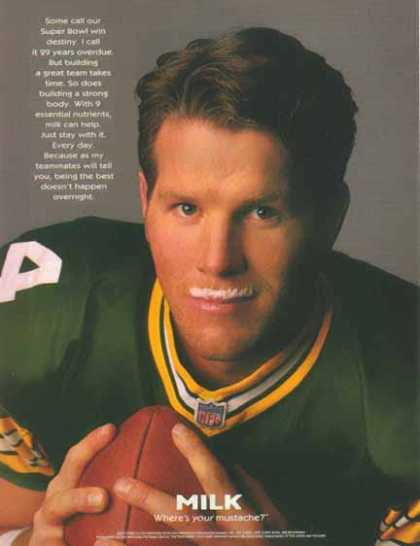 Some call our
Super Bowl win
destiny. I call
it 29 years overdue.
But building
a great team takes
time. So does
building a strong
body. With 9
essential nutrients,
milk can help.
Just stay with it.
Every day.
Because as my
teammates will tell
you, being the best
doesn't happen
overnight.
4
NFL
MILK
Where's your mustache?™